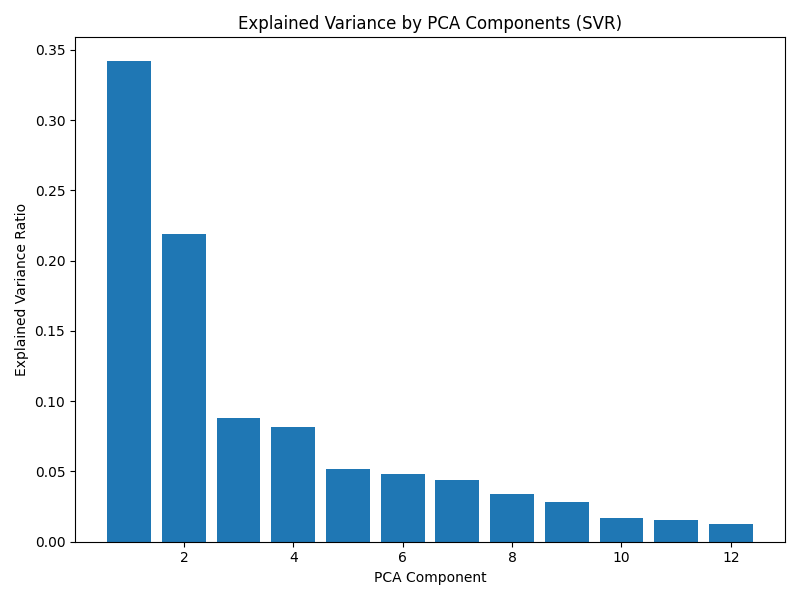 Explained Variance by PCA Components (SVR)
Explained Variance Ratio
0.35
0.30
0.25
0.20
0.15
0.10
0.05
0.00
2 4 6 8 10 12
PCA Component